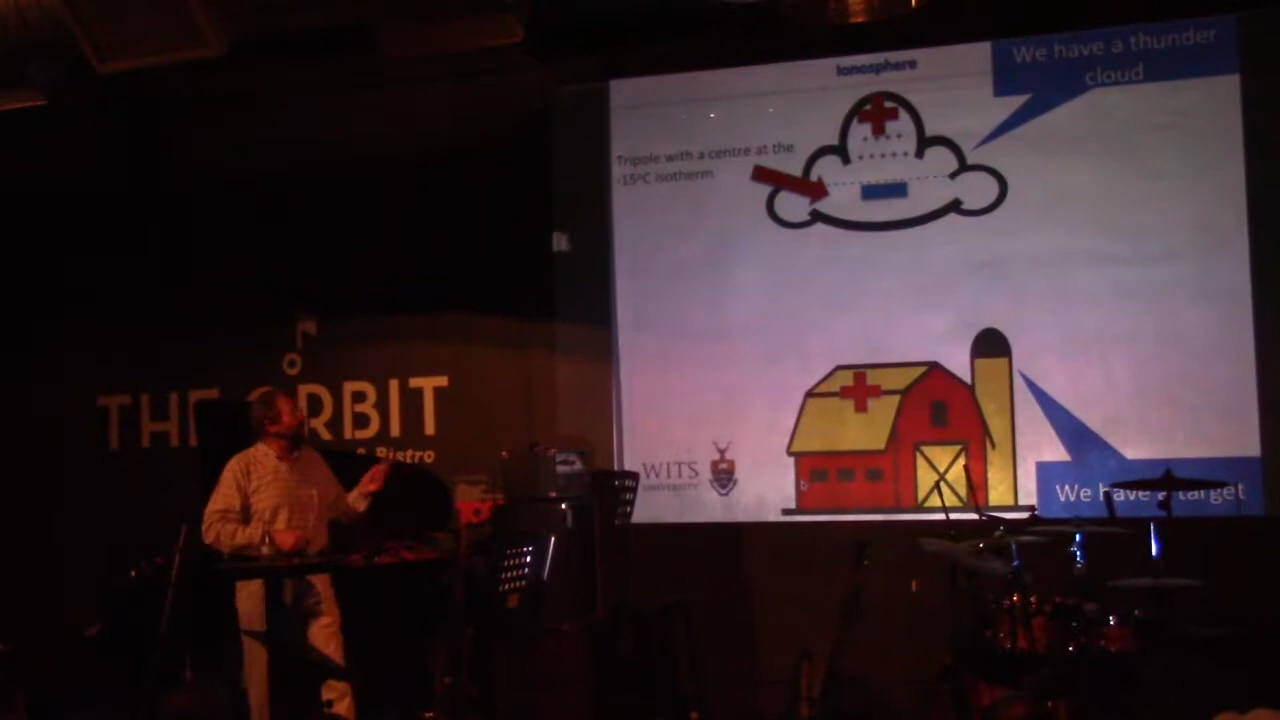 Ionosphere
We have a thunder
cloud
Tripole with a centre at the
-15ºC isotherm
THE ORBIT
& Bistro
WITS
UNIVERSITY
We have a target